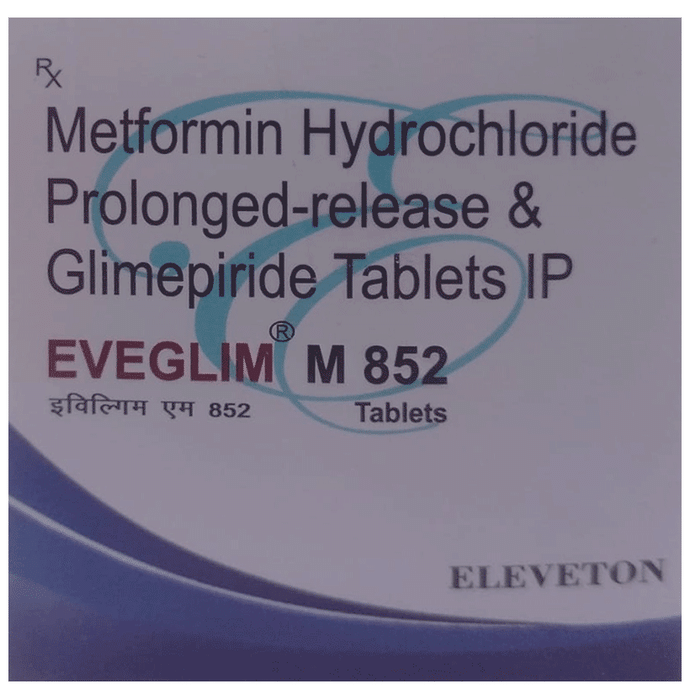 Rx
Metformin Hydrochloride
Prolonged-release &
Glimepiride Tablets IP
EVEGLIM® M 852
इविल्गिम एम 852 Tablets
ELEVETON